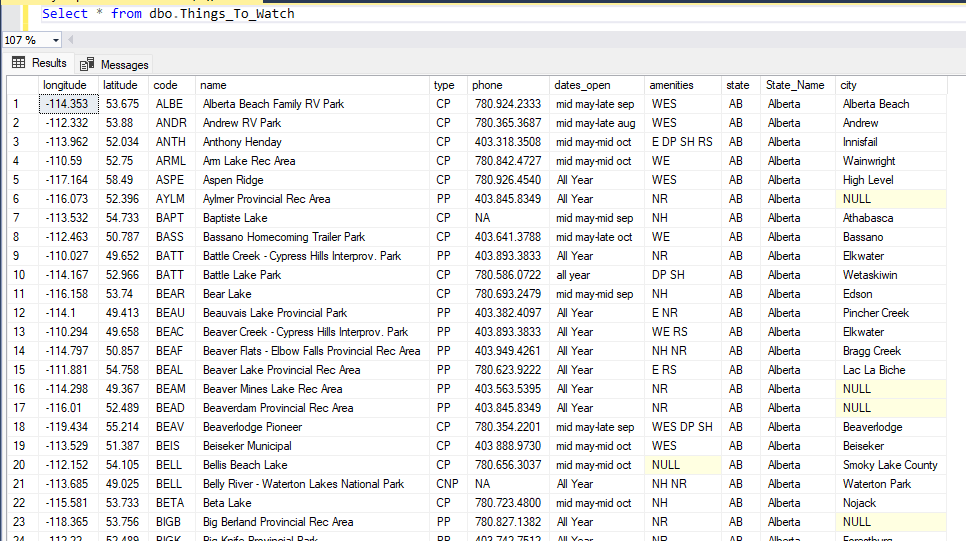 Select * from dbo.Things_To_Watch
107 %
Results Messages
longitude latitude code name type phone dates_open amenities state State_Name city
1 -114.353 53.675 ALBE Alberta Beach Family RV Park CP 780.924.2333 mid may-late sep WES AB Alberta Alberta Beach
2 -112.332 53.88 ANDR Andrew RV Park CP 780.365.3687 mid may-late aug WES AB Alberta Andrew
3 -113.962 52.034 ANTH Anthony Henday CP 403.318.3508 mid may-mid oct E DP SH RS AB Alberta Innisfail
4 -110.59 52.75 ARML Arm Lake Rec Area CP 780.842.4727 mid may-mid oct WE AB Alberta Wainwright
5 -117.164 58.49 ASPE Aspen Ridge CP 780.926.4540 All Year WES AB Alberta High Level
6 -116.073 52.396 AYLM Aylmer Provincial Rec Area PP 403.845.8349 All Year NR AB Alberta NULL
7 -113.532 54.733 BAPT Baptiste Lake CP NA mid may-mid sep NH AB Alberta Athabasca
8 -112.463 50.787 BASS Bassano Homecoming Trailer Park CP 403.641.3788 mid may-late oct WE AB Alberta Bassano
9 -110.027 49.652 BATT Battle Creek - Cypress Hills Interprov. Park PP 403.893.3833 All Year NR AB Alberta Elkwater
10 -114.167 52.966 BATT Battle Lake Park CP 780.586.0722 all year DP SH AB Alberta Wetaskiwin
11 -116.158 53.74 BEAR Bear Lake CP 780.693.2479 mid may-mid sep NH AB Alberta Edson
12 -114.1 49.413 BEAU Beauvais Lake Provincial Park PP 403.382.4097 All Year E NR AB Alberta Pincher Creek
13 -110.294 49.658 BEAC Beaver Creek - Cypress Hills Interprov. Park PP 403.893.3833 All Year WE RS AB Alberta Elkwater
14 -114.797 50.857 BEAF Beaver Flats - Elbow Falls Provincial Rec Area PP 403.949.4261 All Year NH NR AB Alberta Bragg Creek
15 -111.881 54.758 BEAL Beaver Lake Provincial Rec Area PP 780.623.9222 All Year E RS AB Alberta Lac La Biche
16 -114.298 49.367 BEAM Beaver Mines Lake Rec Area PP 403.563.5395 All Year NR AB Alberta NULL
17 -116.01 52.489 BEAD Beaverdam Provincial Rec Area PP 403.845.8349 All Year NR AB Alberta NULL
18 -119.434 55.214 BEAV Beaverlodge Pioneer CP 780.354.2201 mid may-late sep WES DP SH AB Alberta Beaverlodge
19 -113.529 51.387 BEIS Beiseker Municipal CP 403 888.9730 mid may-mid oct WES AB Alberta Beiseker
20 -112.152 54.105 BELL Bellis Beach Lake CP 780.656.3037 mid may-mid oct NULL AB Alberta Smoky Lake County
21 -113.685 49.025 BELL Belly River - Waterton Lakes National Park CNP NA All Year NH NR AB Alberta Waterton Park
22 -115.581 53.733 BETA Beta Lake CP 780.723.4800 mid may-mid oct NH AB Alberta Nojack
23 -118.365 53.756 BIGB Big Berland Provincial Rec Area PP 780.827.1382 All Year NR AB Alberta NULL
24 -112.22 52.489 BIGK Big Knife Provincial Park PP 403.742.7512 All Year NR AB Alberta Forestburg